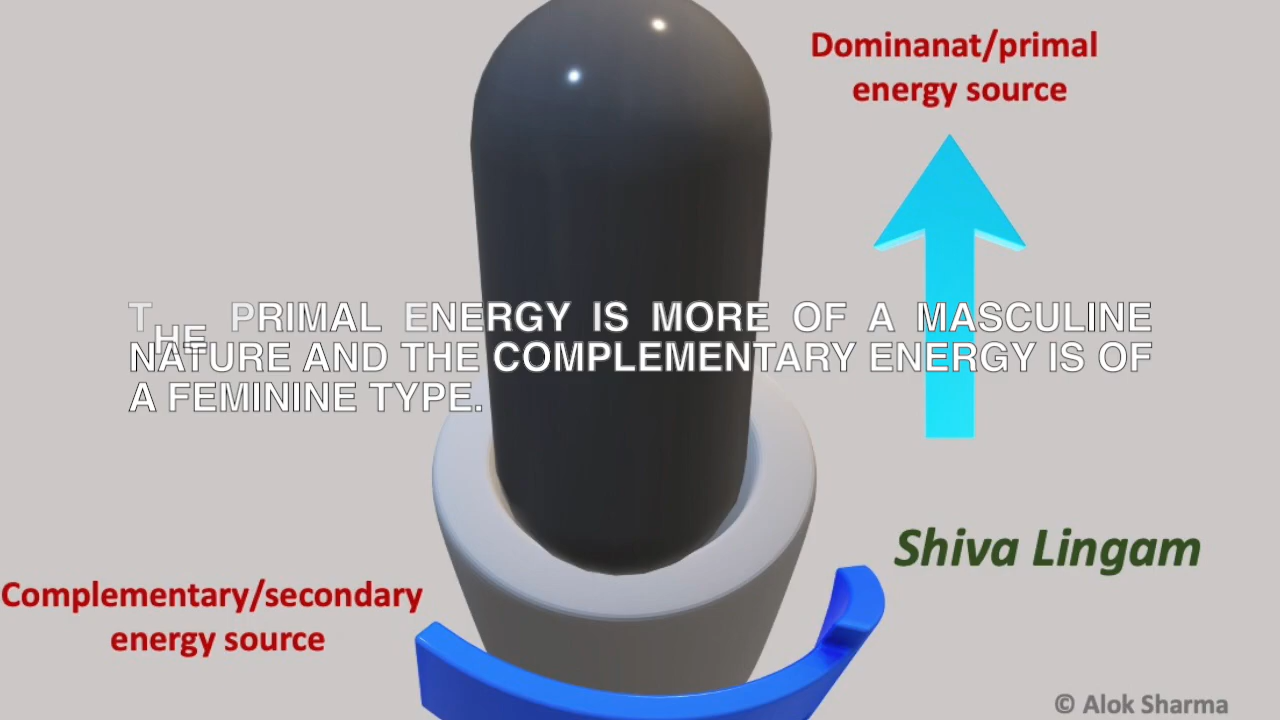 Dominanat/primal
energy source
THE PRIMAL ENERGY IS MORE OF A MASCULINE
NATURE AND THE COMPLEMENTARY ENERGY IS OF
A FEMININE TYPE.
Shiva Lingam
Complementary/secondary
energy source
© Alok Sharma